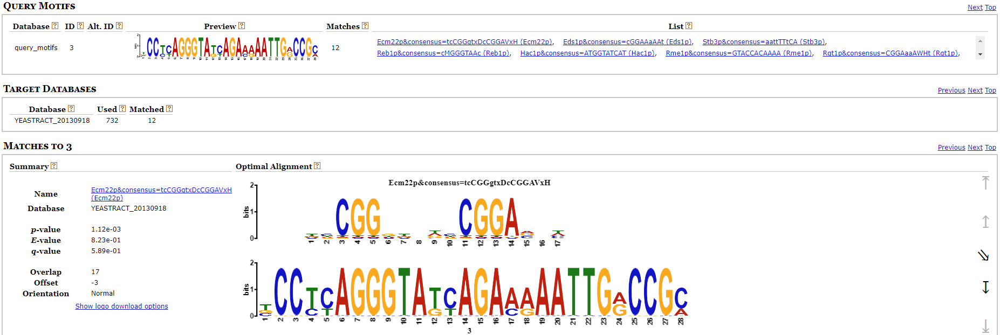 Query Motifs
Next Top
Database ? ID ? Alt. ID ? Preview ? Matches ? List ?
query_motifs 3 12
Ecm22p&consensus=tcCGGgtxDcCGGAVxH (Ecm22p), Eds1p&consensus=cGGAAaAAt (Eds1p), Stb3p&consensus=aattTTtCA (Stb3p),
Reb1p&consensus=cMGGGTAAc (Reb1p), Hac1p&consensus=ATGGTATCAT (Hac1p), Rme1p&consensus=GTACCACAAAA (Rme1p), Rgt1p&consensus=CGGAaaAWHt (Rgt1p),
Target Databases
Previous Next Top
Database ? Used ? Matched ?
YEASTRACT_20130918 732 12
Matches to 3
Previous Next Top
Summary ? Optimal Alignment ?
Name Ecm22p&consensus=tcCGGgtxDcCGGAVxH
(Ecm22p)
Database YEASTRACT_20130918
p-value 1.12e-03
E-value 8.23e-01
q-value 5.89e-01
Overlap 17
Offset -3
Orientation Normal
Show logo download options
Ecm22p&consensus=tcCGGgtxDcCGGAVxH
bits
2
1
0
CGG CGGA
1 2 3 4 5 6 7 8 9 10 11 12 13 14 15 16 17
bits
2
1
0
TCCTCAGGGTATCAGAAAAATTGACCGC
1 2 3 4 5 6 7 8 9 10 11 12 13 14 15 16 17 18 19 20 21 22 23 24 25 26 27 28
3